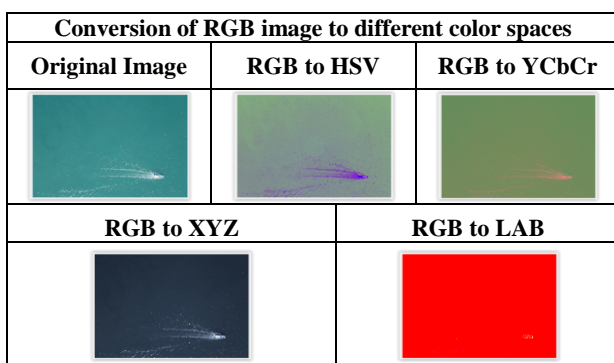 Conversion of RGB image to different color spaces
Original Image RGB to HSV RGB to YCbCr
RGB to XYZ RGB to LAB